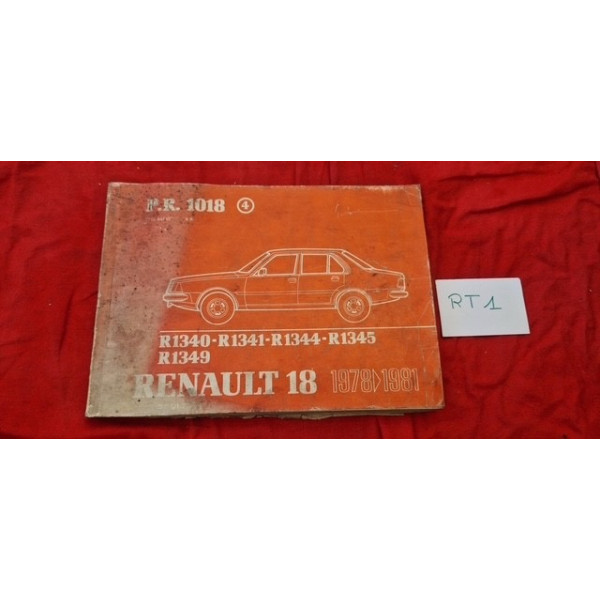 P.R. 1018 ④
R1340-R1341-R1344-R1345
R1349
RENAULT 18 1978▷1981
RT1